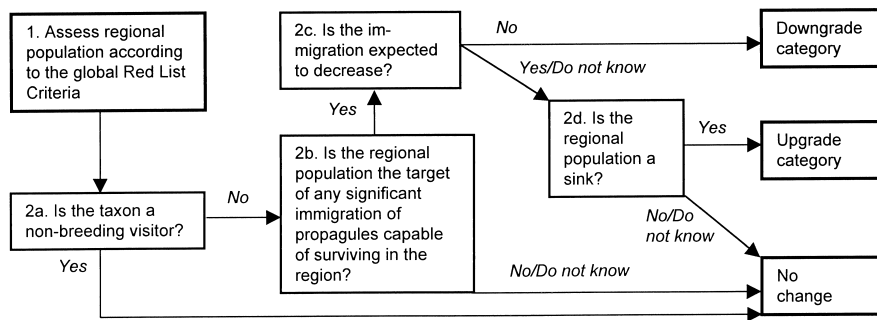 1. Assess regional
population according
to the global Red List
Criteria
2a. Is the taxon a
non-breeding visitor?
Yes
No
2b. Is the regional
population the target
of any significant
immigration of
propagules capable
of surviving in the
region?
Yes
No/Do not know
2c. Is the im-
migration expected
to decrease?
No
Yes/Do not know
2d. Is the
regional
population a
sink?
Yes
No/Do
not know
Downgrade
category
Upgrade
category
No
change